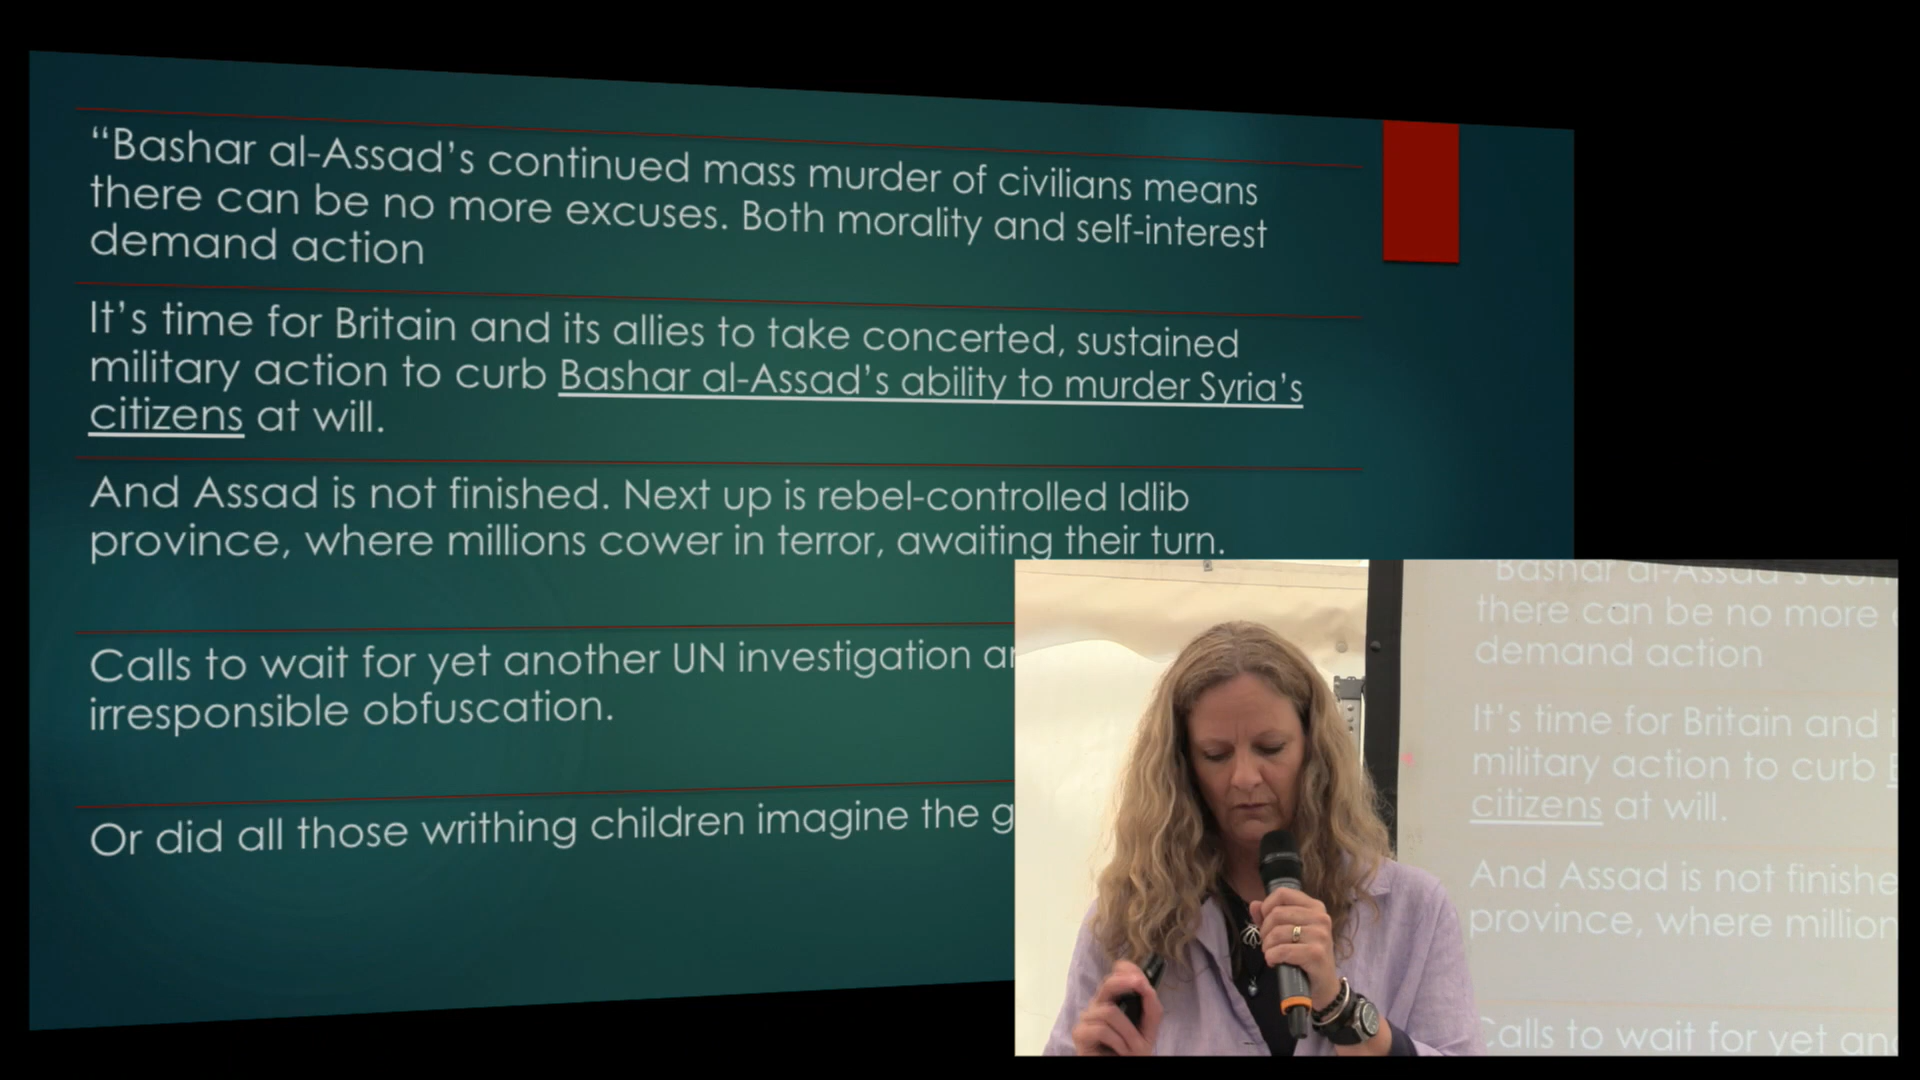 “Bashar al-Assad’s continued mass murder of civilians means
there can be no more excuses. Both morality and self-interest
demand action
It’s time for Britain and its allies to take concerted, sustained
military action to curb Bashar al-Assad’s ability to murder Syria’s
citizens at will.
And Assad is not finished. Next up is rebel-controlled Idlib
province, where millions cower in terror, awaiting their turn.
Calls to wait for yet another UN investigation
irresponsible obfuscation.
Or did all those writhing children imagine the
"Bashar al-Assad's
there can be no more
demand action
It’s time for Britain and
military action to curb
citizens at will.
And Assad is not
province, where
Calls to wait for yet